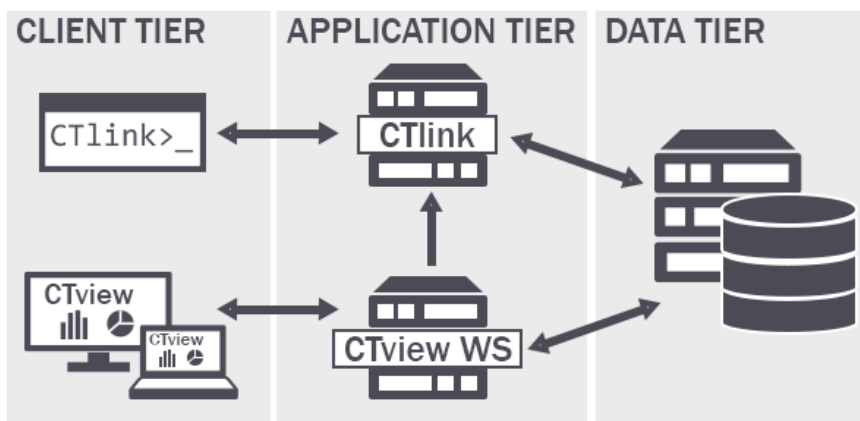 CLIENT TIER
APPLICATION TIER
DATA TIER
CTlink>_
CTlink
CTview
CTview
CTview WS